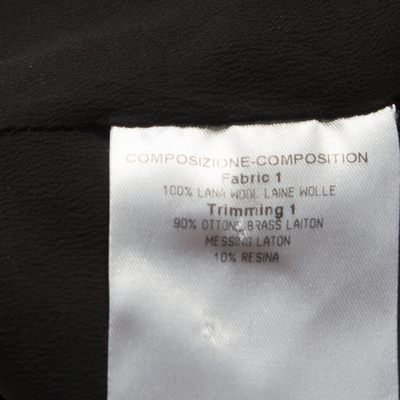 COMPOSIZIONE-COMPOSITION
Fabric 1
100% LANA WOOL LAINE WOLLE
Trimming 1
90% OTTONE BRASS LAITON
MESSING LATON
10% RESINA